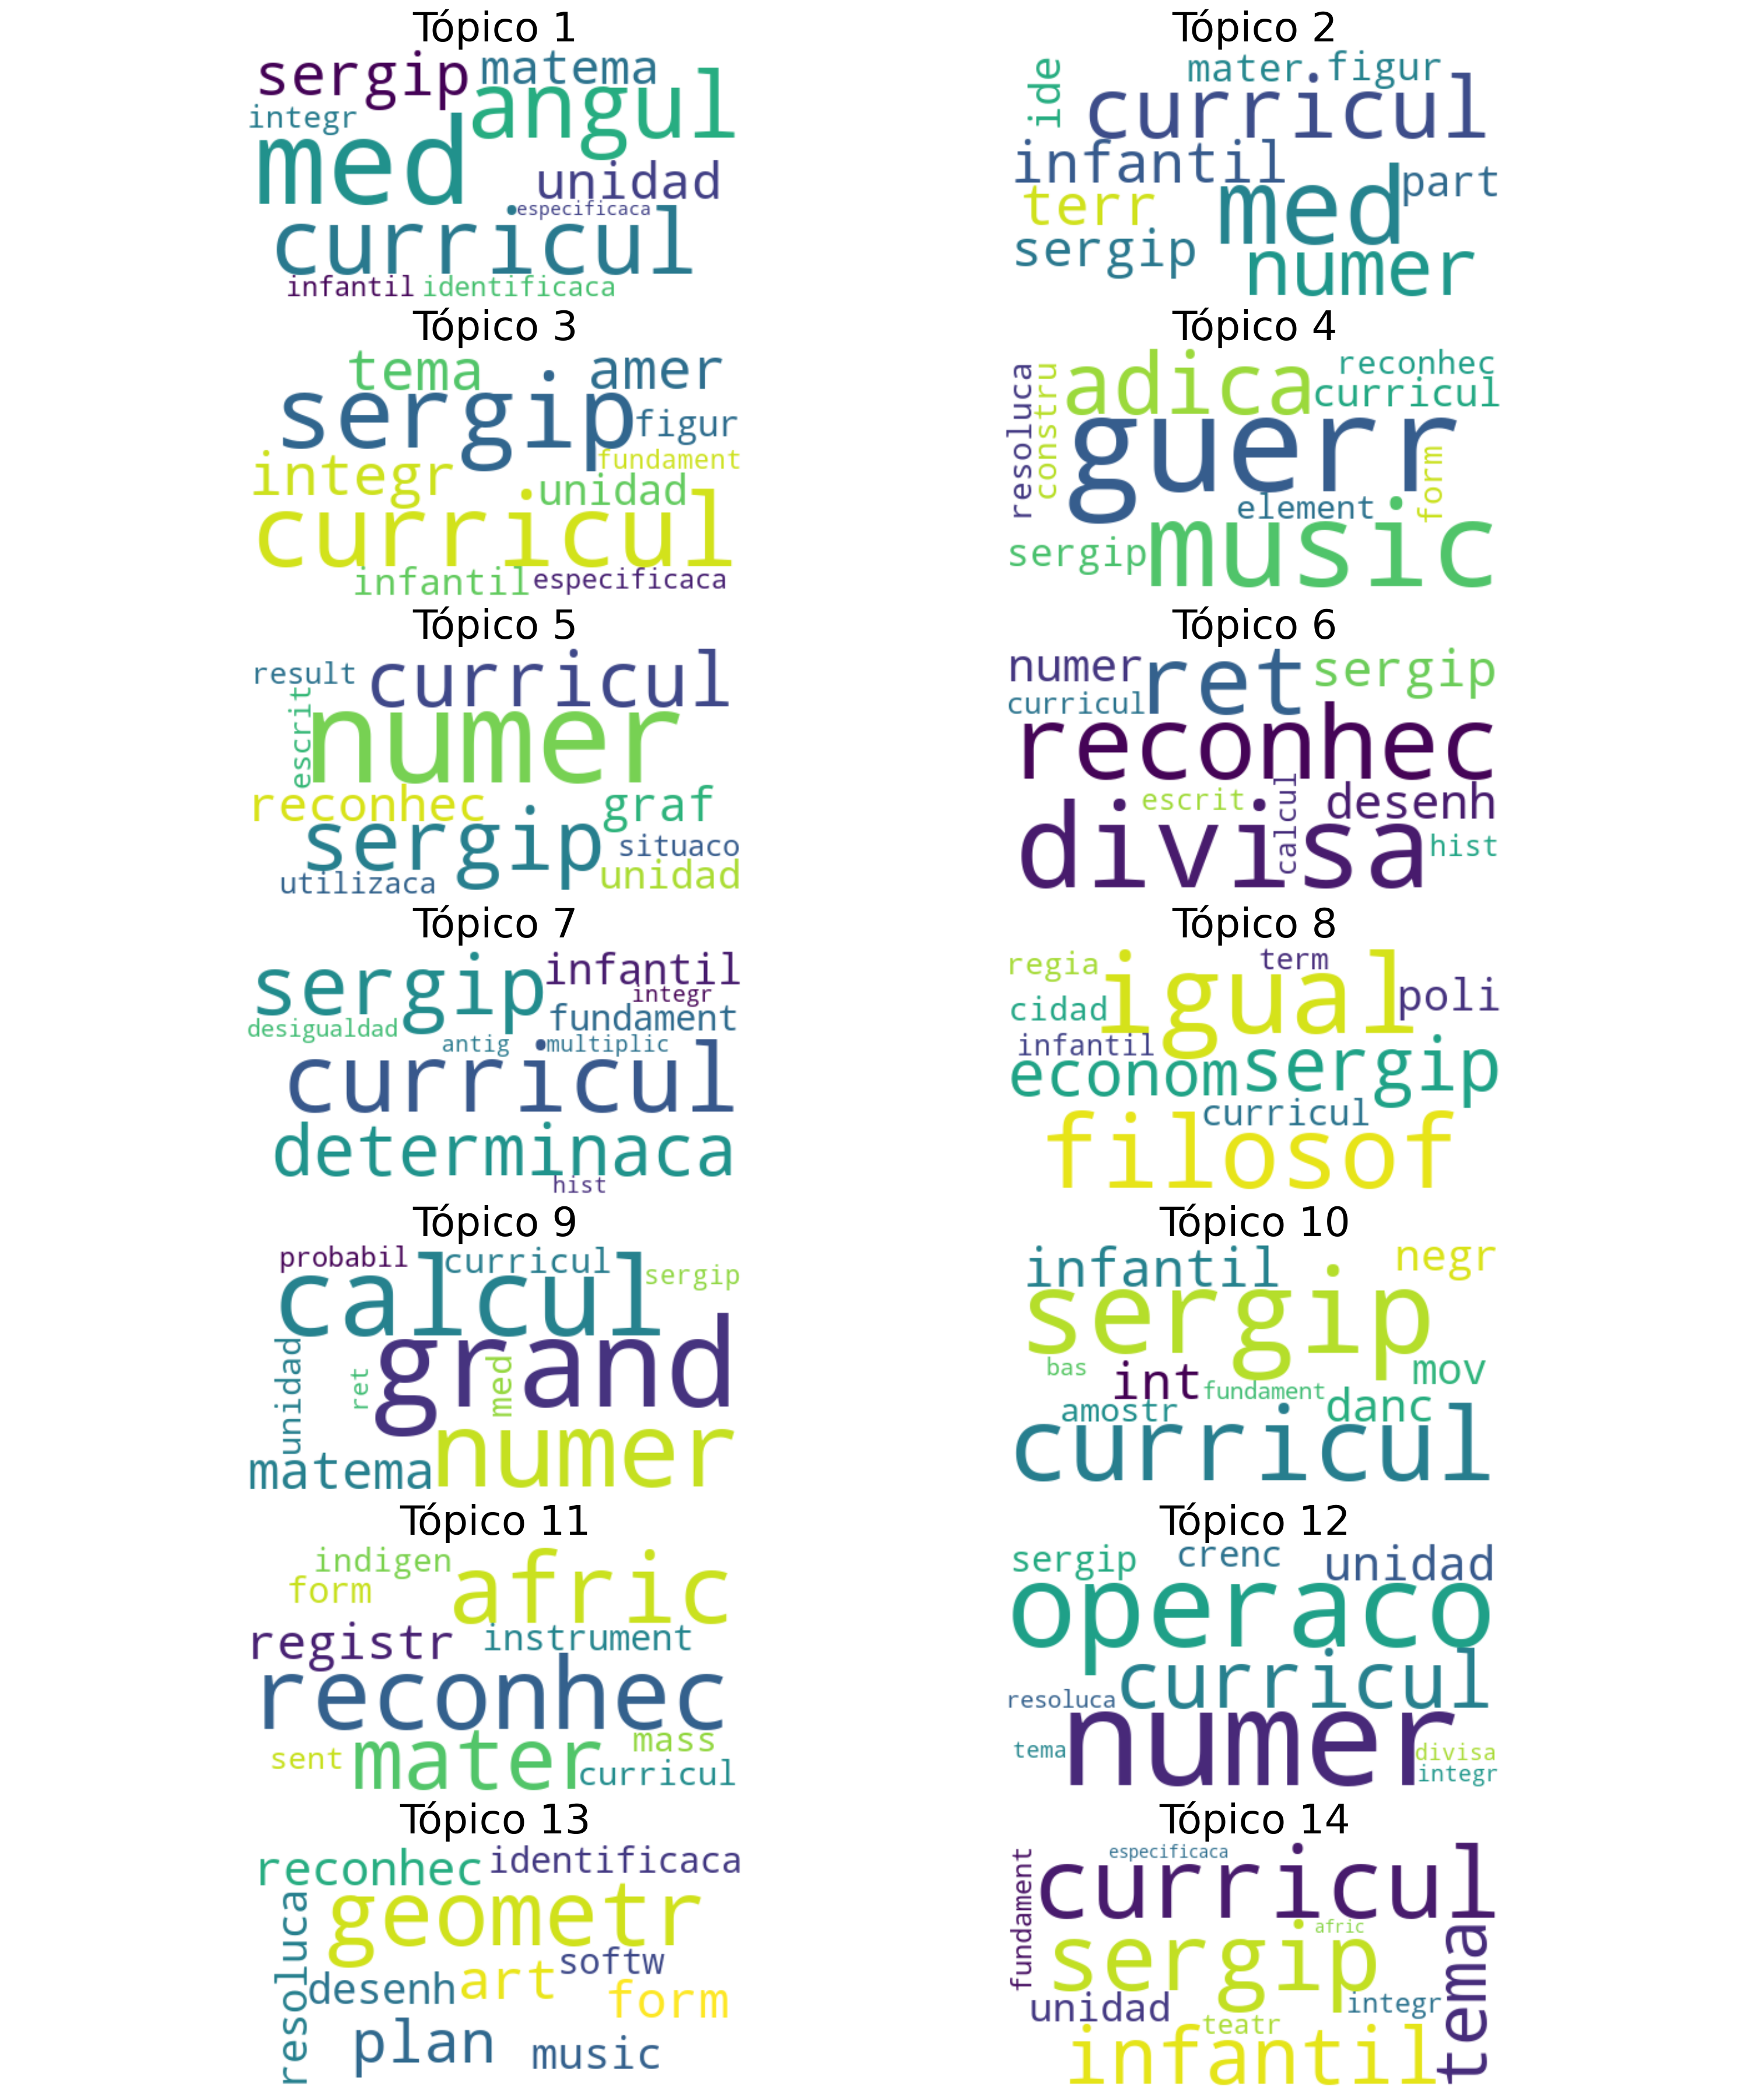 Tópico 1
sergip matema
integr angul
med unidad
especificaca
curricul
infantil identificaca
Tópico 2
ide mater figur
curricul
infantil
terr med part
sergip numer
Tópico 3
tema amer
sergip figur
integr fundament
unidad
curricul
infantil especificaca
Tópico 4
resoluca constru adica reconhec
curricul
guerr form
element
sergip music
Tópico 5
result curricul
escrit numer
reconhec graf
sergip situaco
utilizaca unidad
Tópico 6
numer ret sergip
curricul
reconhec
escrit calcul desenh
divisa hist
Tópico 7
sergip infantil
integr
desigualdad fundament
antig multiplic
curricul
determinaca
hist
Tópico 8
regia igual term
cidad poli
infantil
econom sergip
curricul
filosof
Tópico 9
probabil curricul
calcul sergip
unidad ret grand med
matema numer
Tópico 10
infantil negr
sergip
bas int mov
fundament
amostr danc
curricul
Tópico 11
indigen afric
form
registr instrument
reconhec
sent mater mass
curricul
Tópico 12
sergip crenc unidad
operaco
resoluca curricul
tema numer divisa
integr
Tópico 13
reconhec identificaca
resoluca geometr
desenh art softw
form
plan music
Tópico 14
fundament especificaca
curricul
afric
sergip tema
unidad integr
teatr
infantil